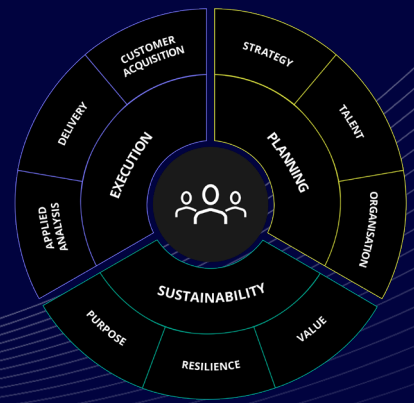 CUSTOMER
ACQUISITION
DELIVERY
APPLIED
ANALYSIS
EXECUTION
STRATEGY
TALENT
ORGANISATION
PLANNING
SUSTAINABILITY
PURPOSE
RESILIENCE
VALUE